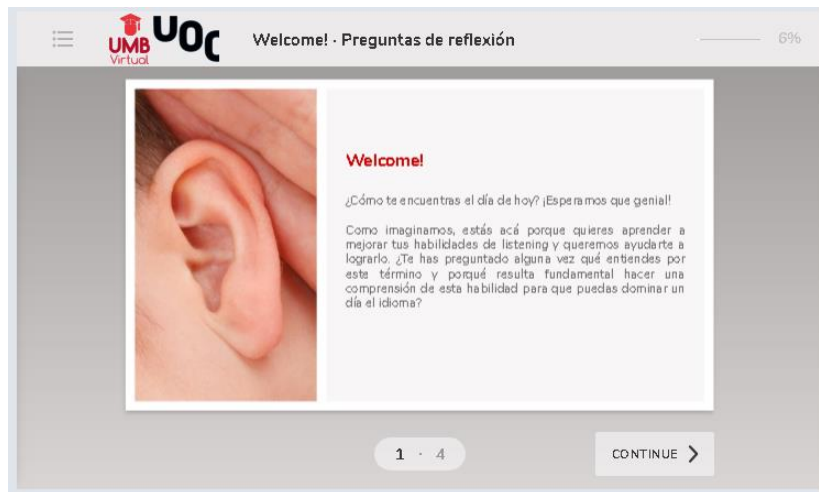 UMB
Virtual
UOC
Welcome! · Preguntas de reflexión
6%
Welcome!
¿Cómo te encuentras el día de hoy? ¡Esperamos que genial!
Como imaginamos, estás acá porque quieres aprender a
mejorar tus habilidades de listening y queremos ayudarte a
lograrlo. ¿Te has preguntado alguna vez qué entiendes por
este término y porqué resulta fundamental hacer una
comprensión de esta habilidad para que puedas dominar un
día el idioma?
1 · 4
CONTINUE